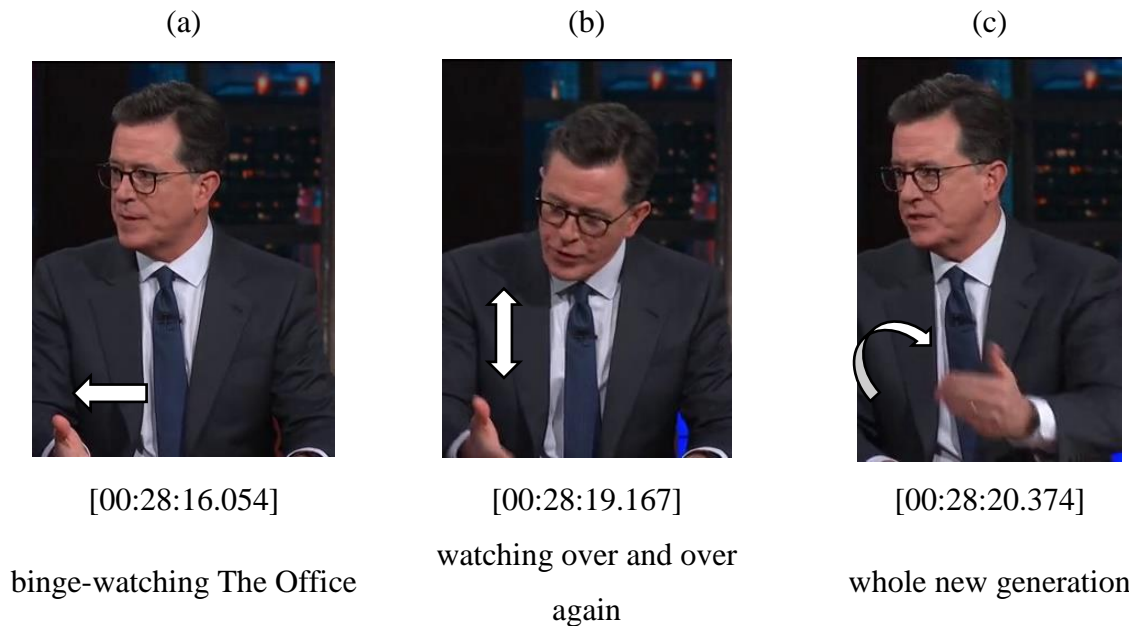 (a) (b) (c)
[00:28:16.054] [00:28:19.167] [00:28:20.374]
binge-watching The Office watching over and over again whole new generation